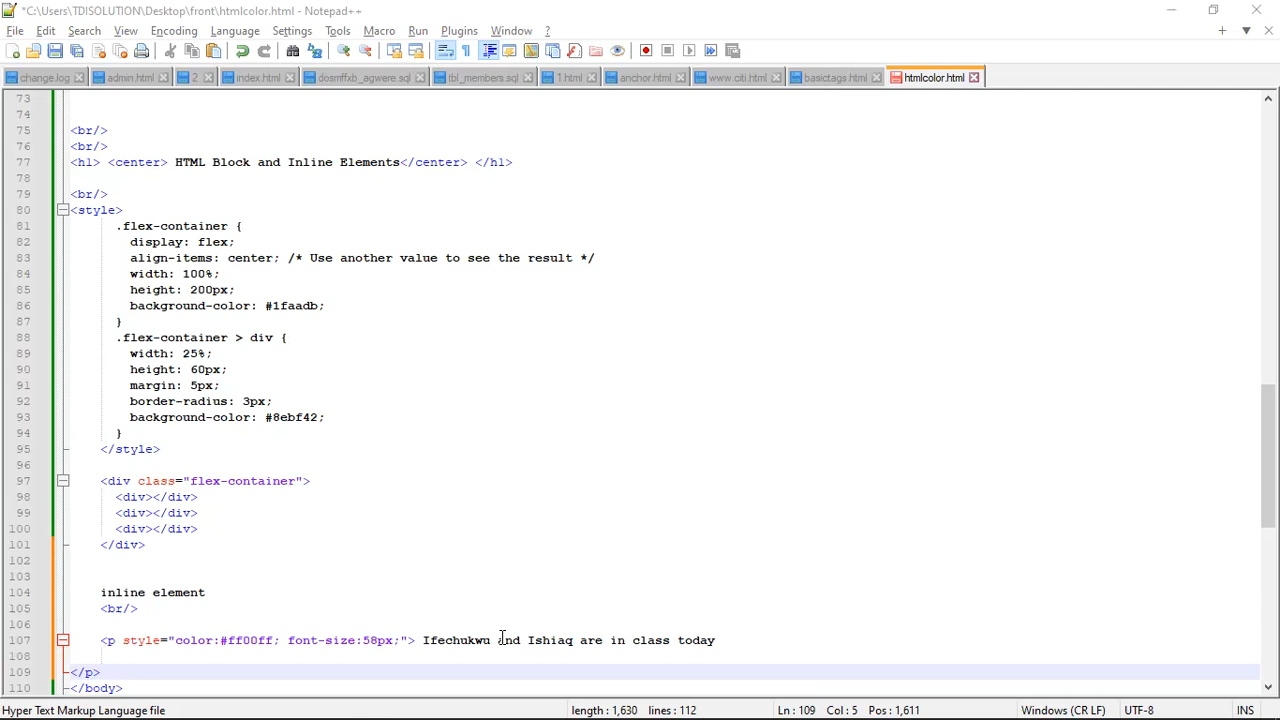 *C:\Users\TDISOLUTION\Desktop\front\htmlcolor.html - Notepad++
File Edit Search View Encoding Language Settings Tools Macro Run Plugins Window ?
change.log admin.html 2 index.html dosmffxb_agwere.sql tbl_members.sql 1.html anchor.html www.citj.html basictags.html htmlcolor.html
73
74
75 <br/>
76 <br/>
77 <h1> <center> HTML Block and Inline Elements</center> </h1>
78
79 <br/>
80 <style>
81 .flex-container {
82 display: flex;
83 align-items: center; /* Use another value to see the result */
84 width: 100%;
85 height: 200px;
86 background-color: #1faadb;
87 }
88 .flex-container > div {
89 width: 25%;
90 height: 60px;
91 margin: 5px;
92 border-radius: 3px;
93 background-color: #8ebf42;
94 }
95 </style>
96
97 <div class="flex-container">
98 <div></div>
99 <div></div>
100 <div></div>
101 </div>
102
103
104 inline element
105 <br/>
106
107 <p style="color:#ff00ff; font-size:58px;"> Ifechukwu and Ishiaq are in class today
108
109 </p>
110 </body>
Hyper Text Markup Language file length : 1,630 lines : 112 Ln : 109 Col : 5 Pos : 1,611 Windows (CR LF) UTF-8 INS